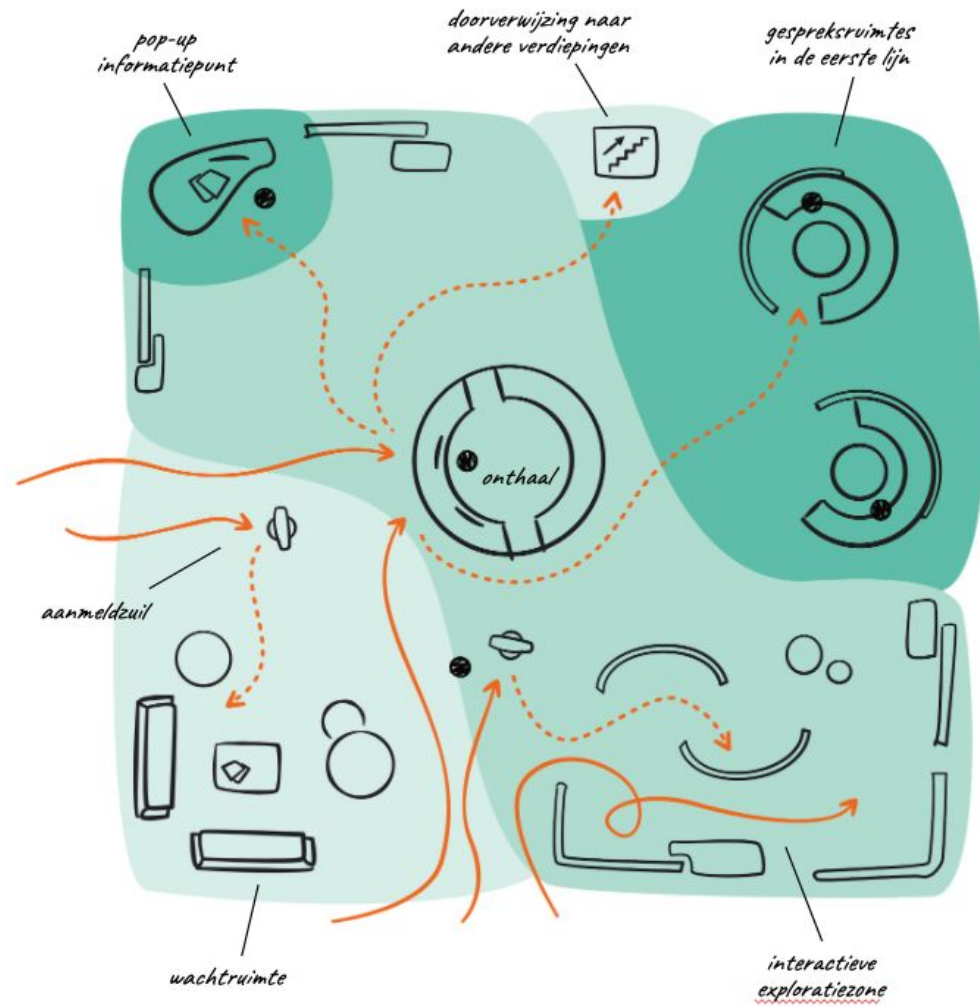 pop-up
informatiepunt
doorverwijzing naar
andere verdiepingen
gespreksruimtes
in de eerste lijn
onthaal
aanmeldzuil
wachtruimte
interactieve
exploratiezone